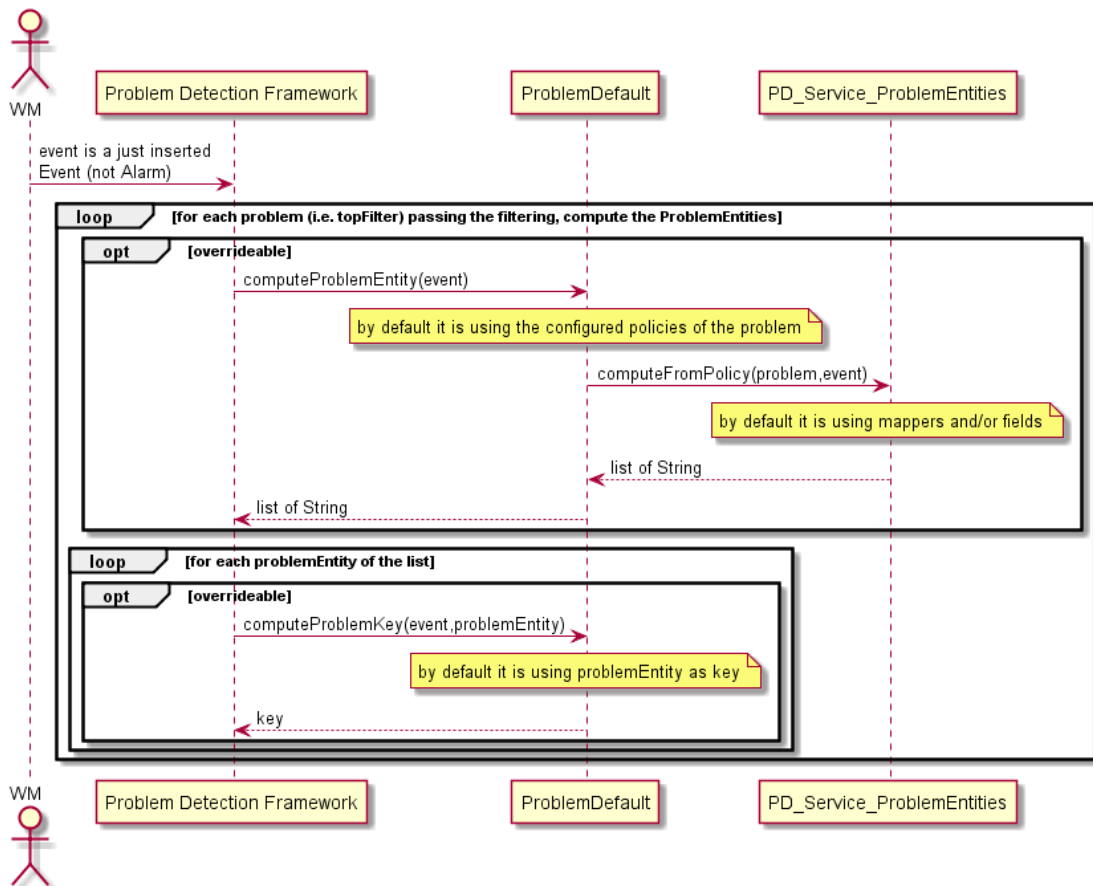 WM
Problem Detection Framework
ProblemDefault
PD_Service_ProblemEntities
event is a just inserted
Event (not Alarm)
loop
[for each problem (i.e. topFilter) passing the filtering, compute the ProblemEntities]
opt
[overrideable]
computeProblemEntity(event)
by default it is using the configured policies of the problem
computeFromPolicy(problem,event)
by default it is using mappers and/or fields
list of String
list of String
loop
[for each problemEntity of the list]
opt
[overrideable]
computeProblemKey(event,problemEntity)
by default it is using problemEntity as key
key
WM
Problem Detection Framework
ProblemDefault
PD_Service_ProblemEntities